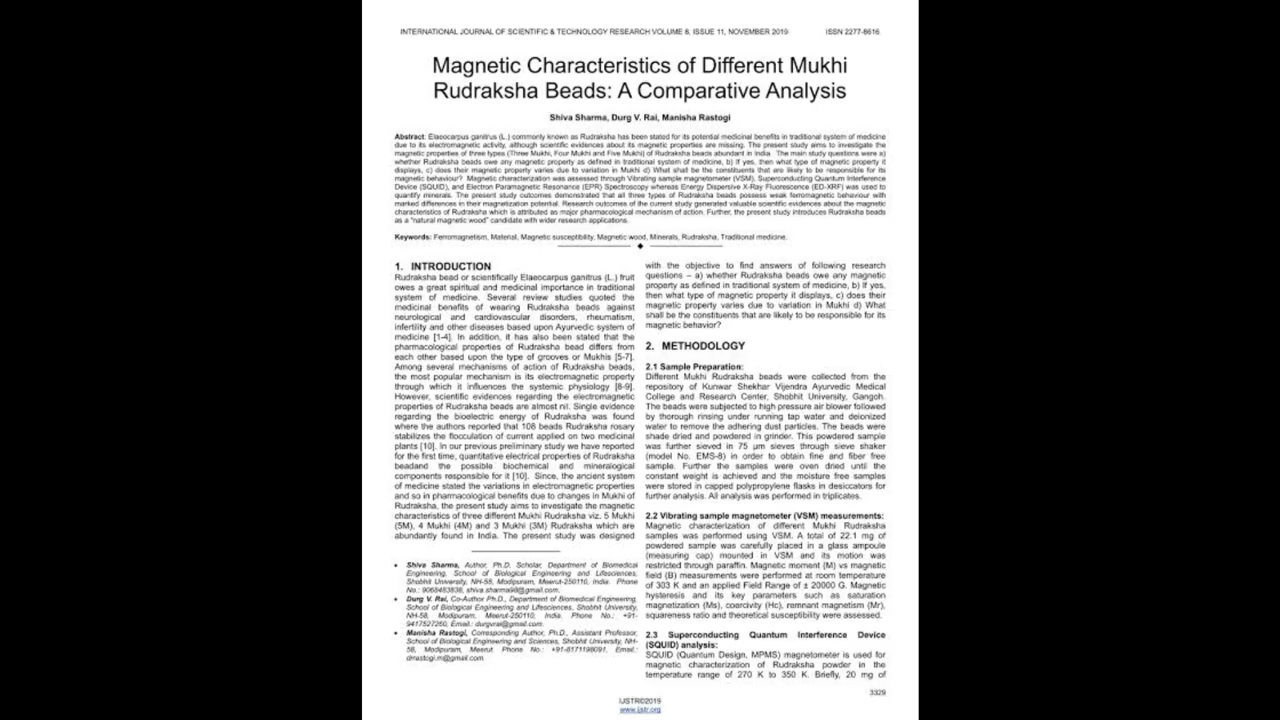 INTERNATIONAL JOURNAL OF SCIENTIFIC & TECHNOLOGY RESEARCH VOLUME 8, ISSUE 11, NOVEMBER 2019 ISSN 2277-8616
Magnetic Characteristics of Different Mukhi
Rudraksha Beads: A Comparative Analysis
Shiva Sharma, Durg V. Rai, Manisha Rastogi
Abstract: Elaeocarpus ganitrus (L.) commonly known as Rudraksha has been stated for its potential medicinal benefits in traditional system of medicine
due to its electromagnetic activity, although scientific evidences about its magnetic properties are missing. The present study aims to investigate the
magnetic properties of three types (Three Mukhi, Four Mukhi and Five Mukhi) of Rudraksha beads abundant in India. The main study questions were a)
whether Rudraksha beads owe any magnetic property as defined in traditional system of medicine, b) If yes, then what type of magnetic property it
displays, c) does their magnetic property varies due to variation in Mukhi d) What shall be the constituents that are likely to be responsible for its
magnetic behaviour? Magnetic characterization was assessed through Vibrating sample magnetometer (VSM), Superconducting Quantum Interference
Device (SQUID), and Electron Paramagnetic Resonance (EPR) Spectroscopy whereas Energy Dispersive X-Ray Fluorescence (ED-XRF) was used to
quantify minerals. The present study outcomes demonstrated that all three types of Rudraksha beads possess weak ferromagnetic behaviour with
marked differences in their magnetization potential. Research outcomes of the current study generated valuable scientific evidences about the magnetic
characteristics of Rudraksha which is attributed as major pharmacological mechanism of action. Further, the present study introduces Rudraksha beads
as a "natural magnetic wood" candidate with wider research applications.
Keywords: Ferromagnetism, Material, Magnetic susceptibility, Magnetic wood, Minerals, Rudraksha, Traditional medicine.
1. INTRODUCTION
Rudraksha bead or scientifically Elaeocarpus ganitrus (L.) fruit
owes a great spiritual and medicinal importance in traditional
system of medicine. Several review studies quoted the
medicinal benefits of wearing Rudraksha beads against
neurological and cardiovascular disorders, rheumatism,
infertility and other diseases based upon Ayurvedic system of
medicine [1-4]. In addition, it has also been stated that the
pharmacological properties of Rudraksha bead differs from
each other based upon the type of grooves or Mukhis [5-7].
Among several mechanisms of action of Rudraksha beads,
the most popular mechanism is its electromagnetic property
through which it influences the systemic physiology [8-9].
However, scientific evidences regarding the electromagnetic
properties of Rudraksha beads are almost nil. Single evidence
regarding the bioelectric energy of Rudraksha was found
where the authors reported that 108 beads Rudraksha rosary
stabilizes the flocculation of current applied on two medicinal
plants [10]. In our previous preliminary study we have reported
for the first time, quantitative electrical properties of Rudraksha
beadand the possible biochemical and mineralogical
components responsible for it [10]. Since, the ancient system
of medicine stated the variations in electromagnetic properties
and so in pharmacological benefits due to changes in Mukhi of
Rudraksha, the present study aims to investigate the magnetic
characteristics of three different Mukhi Rudraksha viz. 5 Mukhi
(5M), 4 Mukhi (4M) and 3 Mukhi (3M) Rudraksha which are
abundantly found in India. The present study was designed
• Shiva Sharma, Author, Ph.D. Scholar, Department of Biomedical
Engineering, School of Biological Engineering and Lifesciences,
Shobhit University, NH-58, Modipuram, Meerut-250110, India. Phone
No.: 9068483838, shiva.sharma98@gmail.com.
• Durg V. Rai, Co-Author Ph.D., Department of Biomedical Engineering,
School of Biological Engineering and Lifesciences, Shobhit University,
NH-58, Modipuram, Meerut-250110, India. Phone No.: +91-
9417527260, Email.: durgvrai@gmail.com.
• Manisha Rastogi, Corresponding Author, Ph.D., Assistant Professor,
School of Biological Engineering and Sciences, Shobhit University, NH-
58, Modipuram, Meerut. Phone No.: +91-8171198091, Email.:
dmastogi.m@gmail.com
with the objective to find answers of following research
questions – a) whether Rudraksha beads owe any magnetic
property as defined in traditional system of medicine, b) If yes,
then what type of magnetic property it displays, c) does their
magnetic property varies due to variation in Mukhi d) What
shall be the constituents that are likely to be responsible for its
magnetic behavior?
2. METHODOLOGY
2.1 Sample Preparation:
Different Mukhi Rudraksha beads were collected from the
repository of Kunwar Shekhar Vijendra Ayurvedic Medical
College and Research Center, Shobhit University, Gangoh.
The beads were subjected to high pressure air blower followed
by thorough rinsing under running tap water and deionized
water to remove the adhering dust particles. The beads were
shade dried and powdered in grinder. This powdered sample
was further sieved in 75 µm sieves through sieve shaker
(model No. EMS-8) in order to obtain fine and fiber free
sample. Further the samples were oven dried until the
constant weight is achieved and the moisture free samples
were stored in capped polypropylene flasks in desiccators for
further analysis. All analysis was performed in triplicates.
2.2 Vibrating sample magnetometer (VSM) measurements:
Magnetic characterization of different Mukhi Rudraksha
samples was performed using VSM. A total of 22.1 mg of
powdered sample was carefully placed in a glass ampoule
(measuring cap) mounted in VSM and its motion was
restricted through paraffin. Magnetic moment (M) vs magnetic
field (B) measurements were performed at room temperature
of 303 K and an applied Field Range of ± 20000 G. Magnetic
hysteresis and its key parameters such as saturation
magnetization (Ms), coercivity (Hc), remnant magnetism (Mr),
squareness ratio and theoretical susceptibility were assessed.
2.3 Superconducting Quantum Interference Device
(SQUID) analysis:
SQUID (Quantum Design, MPMS) magnetometer is used for
magnetic characterization of Rudraksha powder in the
temperature range of 270 K to 350 K. Briefly, 20 mg of
3329
IJSTR©2019
www.ijstr.org